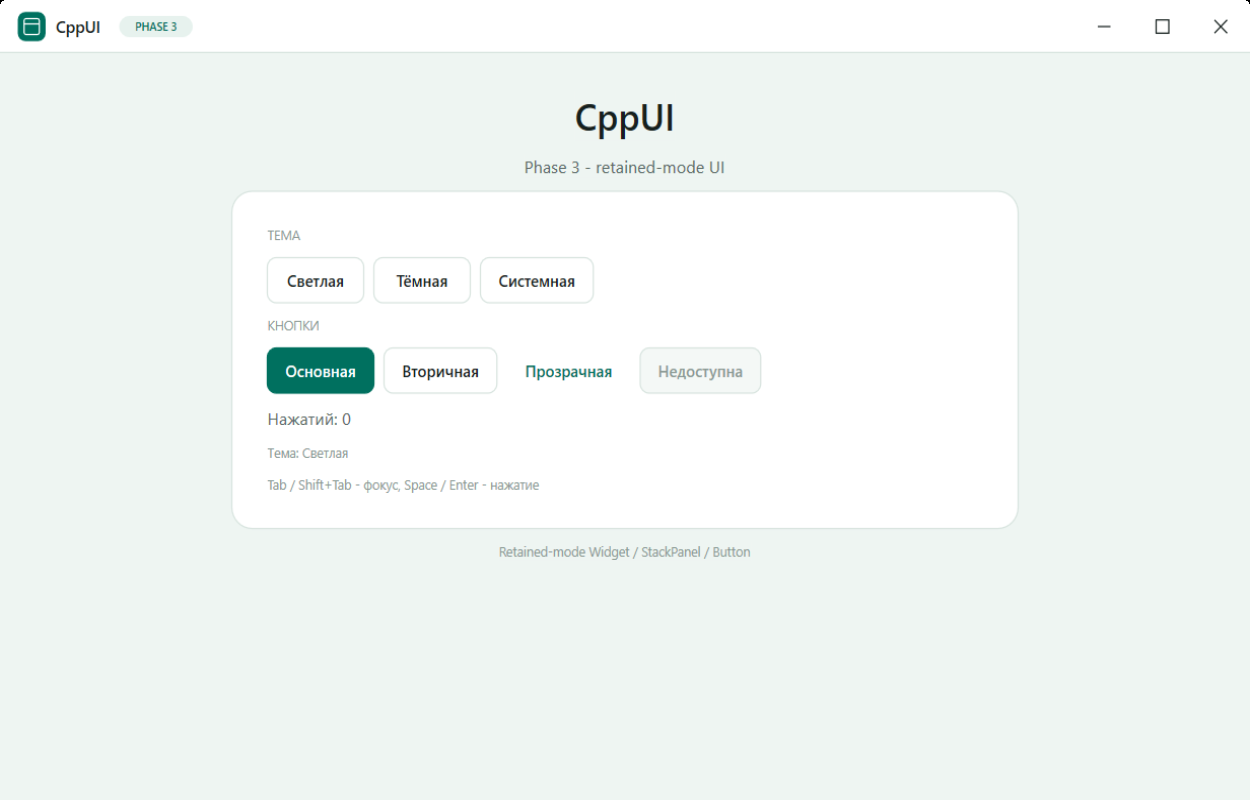 CppUI PHASE 3
CppUI
Phase 3 - retained-mode UI
ТЕМА
Светлая Тёмная Системная
КНОПКИ
Основная Вторичная Прозрачная Недоступна
Нажатий: 0
Тема: Светлая
Tab / Shift+Tab - фокус, Space / Enter - нажатие
Retained-mode Widget / StackPanel / Button